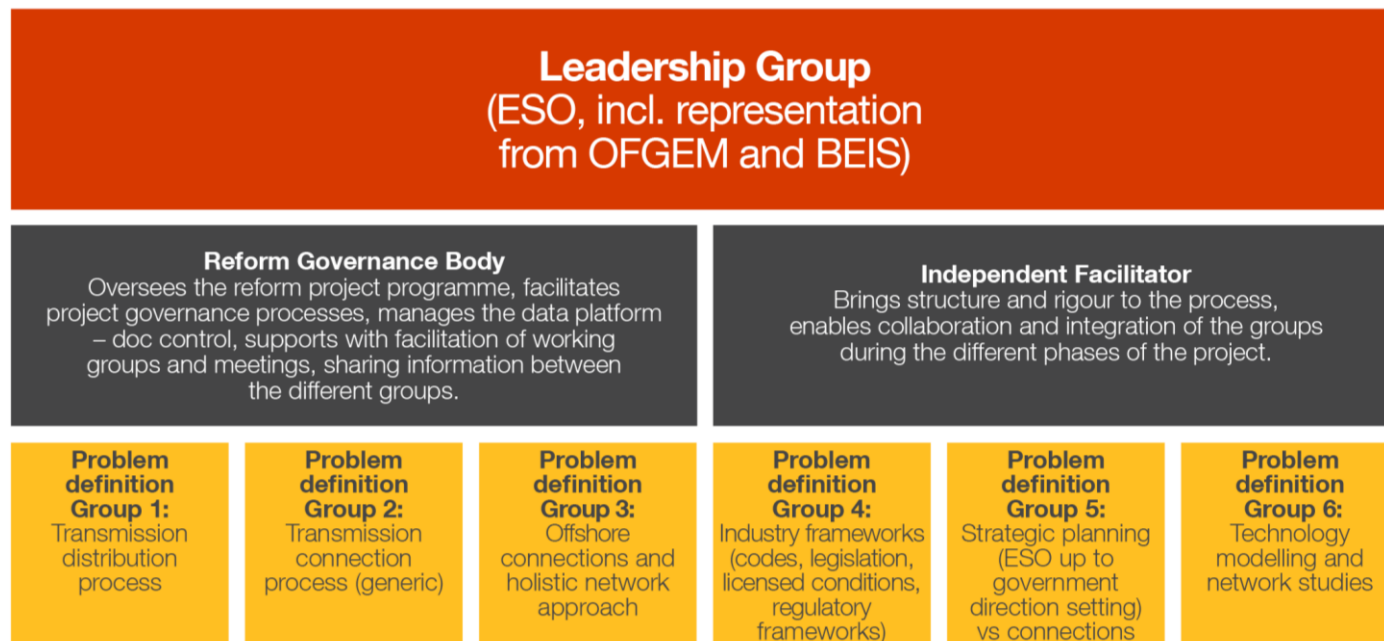 Leadership Group
(ESO, incl. representation
from OFGEM and BEIS)
Reform Governance Body
Oversees the reform project programme, facilitates
project governance processes, manages the data platform
– doc control, supports with facilitation of working
groups and meetings, sharing information between
the different groups.
Independent Facilitator
Brings structure and rigour to the process,
enables collaboration and integration of the groups
during the different phases of the project.
Problem
definition
Group 1:
Transmission
distribution
process
Problem
definition
Group 2:
Transmission
connection
process (generic)
Problem
definition
Group 3:
Offshore
connections and
holistic network
approach
Problem
definition
Group 4:
Industry frameworks
(codes, legislation,
licensed conditions,
regulatory
frameworks)
Problem
definition
Group 5:
Strategic planning
(ESO up to
government
direction setting)
vs connections
Problem
definition
Group 6:
Technology
modelling and
network studies